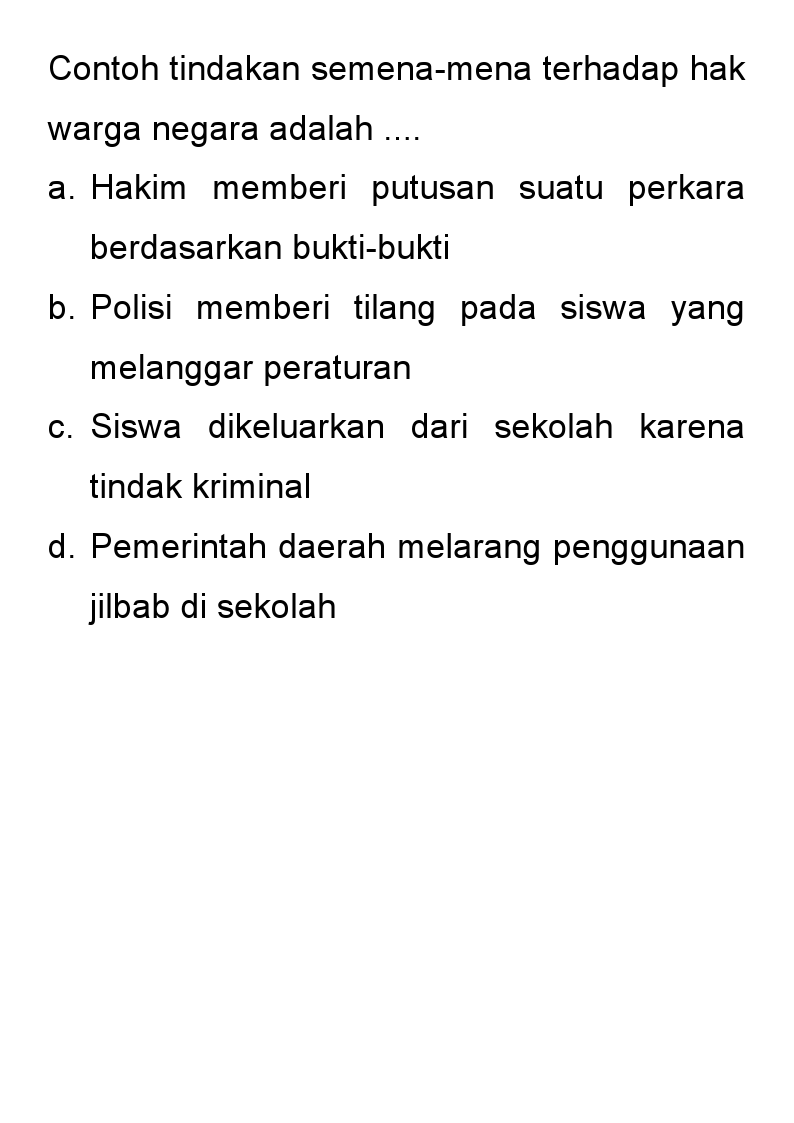 Contoh tindakan semena-mena terhadap hak
warga negara adalah ....
a. Hakim memberi putusan suatu perkara
berdasarkan bukti-bukti
b. Polisi memberi tilang pada siswa yang
melanggar peraturan
c. Siswa dikeluarkan dari sekolah karena
tindak kriminal
d. Pemerintah daerah melarang penggunaan
jilbab di sekolah